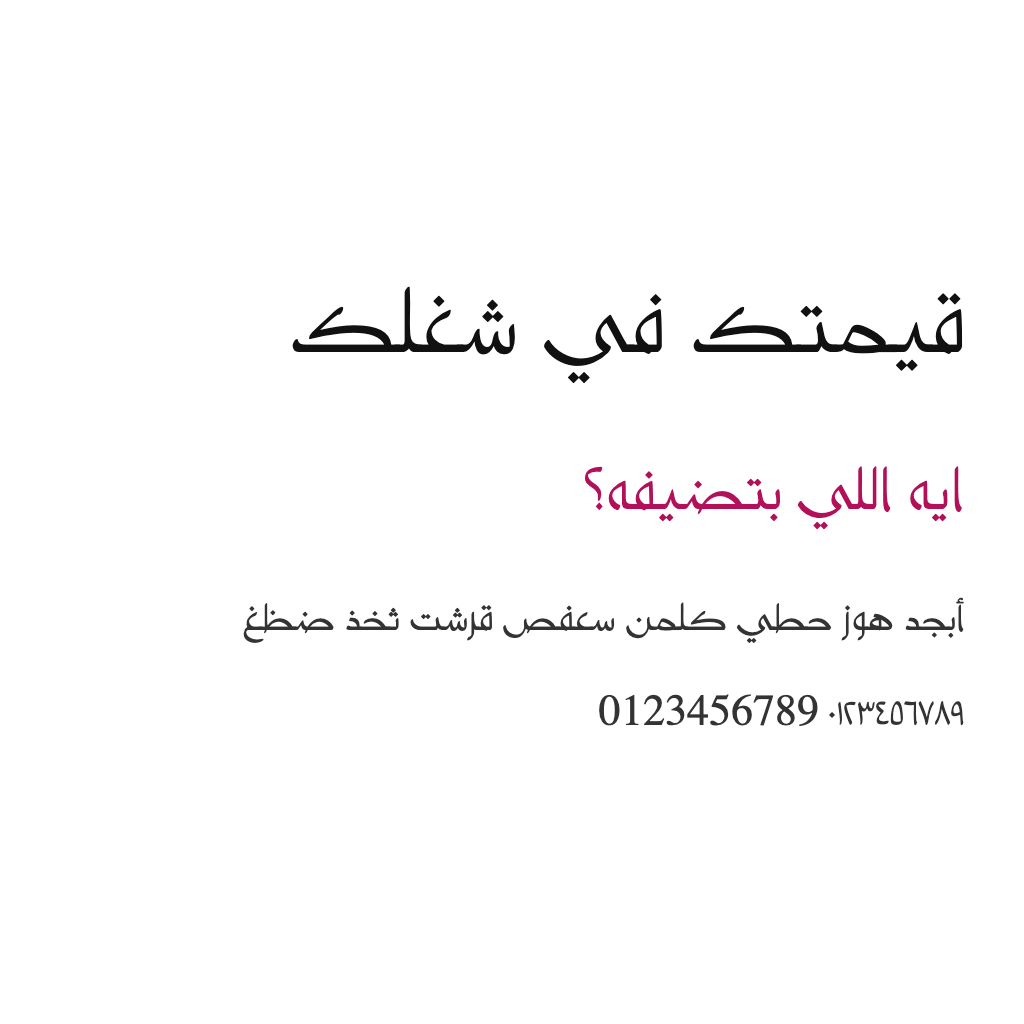 قيمتك في شغلك
ايه اللي بتضيفه؟
أبجد هوز حطي كلمن سعفص قرشت ثخذ ضظغ
٠١٢٣٤٥٦٧٨٩ 0123456789